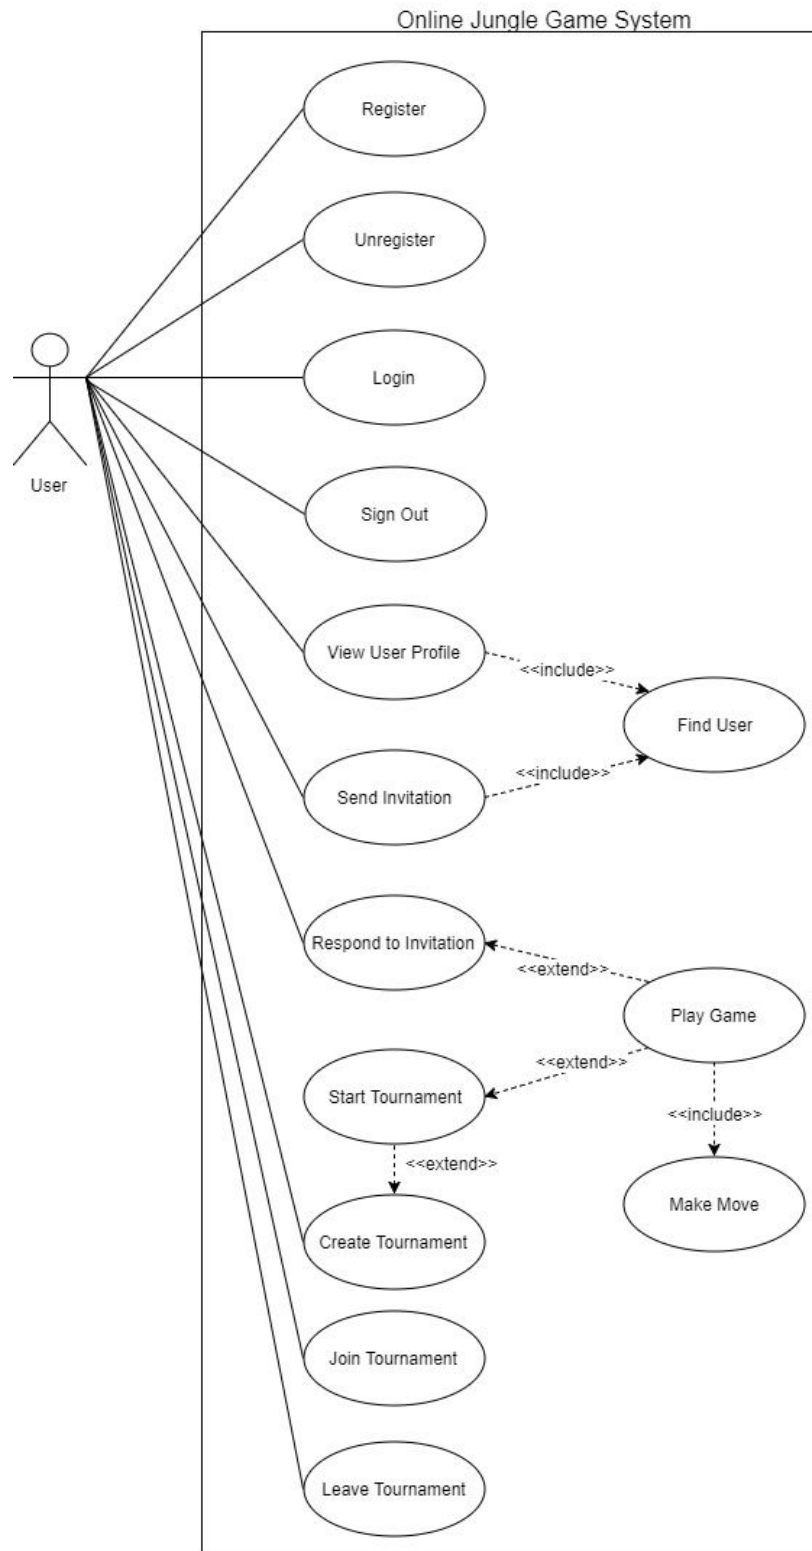 Online Jungle Game System
Register
Unregister
Login
User
Sign Out
View User Profile
<<include>>
Find User
<<include>>
Send Invitation
Respond to Invitation
<<extend>>
Play Game
<<extend>>
Start Tournament
<<include>>
<<extend>>
Make Move
Create Tournament
Join Tournament
Leave Tournament